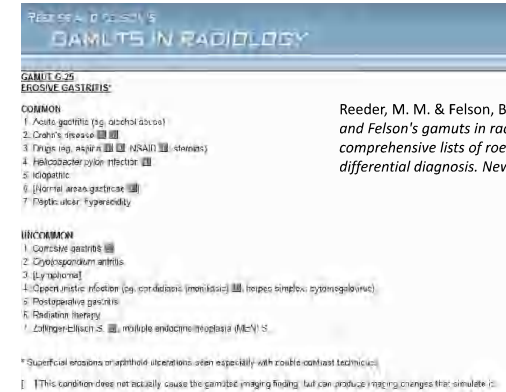 REEDER AND FELSON'S
GAMUTS IN RADIOLOGY
GAMUT G-25
EROSIVE GASTRITIS*
COMMON
1. Acute gastritis (eg, alcohol abuse)
2. Crohn's disease
3. Drugs (eg, aspirin NSAID steroids)
4. Helicobacter pylori infection
5. Idiopathic
6. [Normal areae gastricae]
7. Peptic ulcer; hyperacidity
Reeder, M. M. & Felson, B
and Felson's gamuts in rad
comprehensive lists of roe
differential diagnosis. New
UNCOMMON
1. Corrosive gastritis
2. Cryptosporidium antritis
3. [Lymphoma]
4. Opportunistic infection (eg, candidiasis (moniliasis) herpes simplex; cytomegalovirus)
5. Postoperative gastritis
6. Radiation therapy
7. Zollinger-Ellison S. multiple endocrine neoplasia (MEN) S.
* Superficial erosions or aphthoid ulcerations seen especially with double contrast technique.
[ ] This condition does not actually cause the gamuted imaging finding, but can produce imaging changes that simulate it.